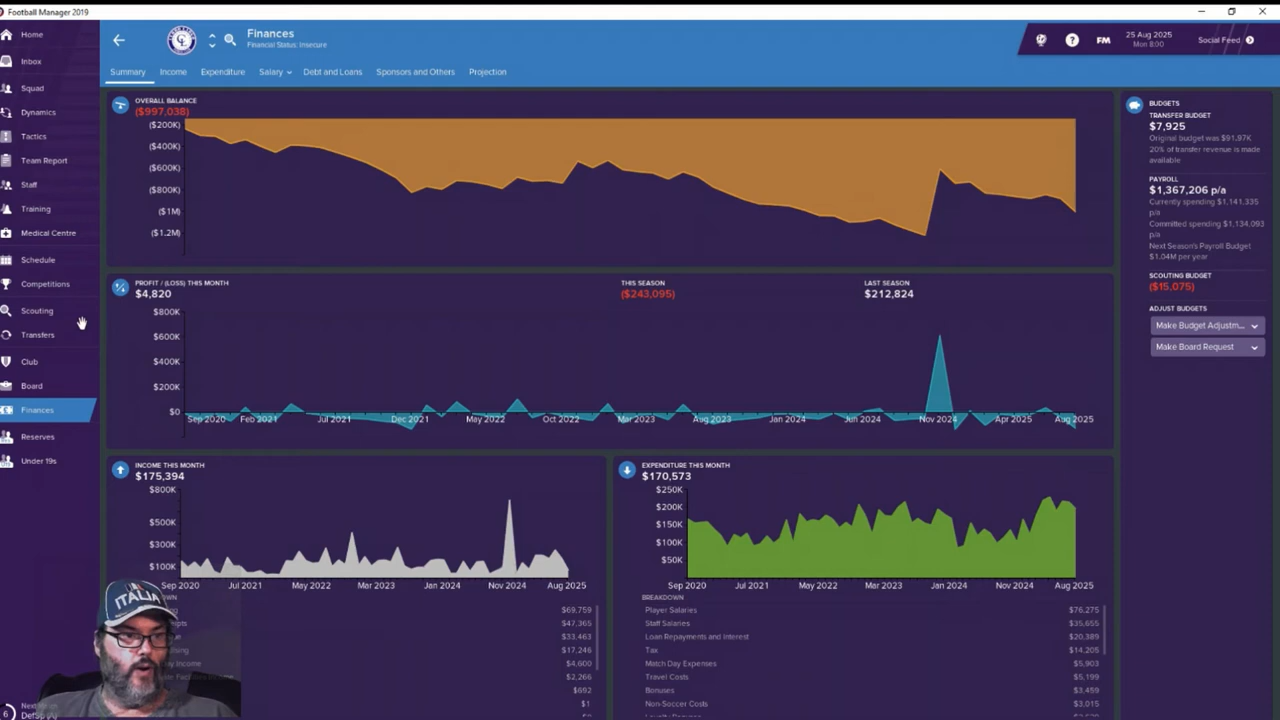 Football Manager 2019
Home
Inbox
Squad
Dynamics
Tactics
Team Report
Staff
Training
Medical Centre
Schedule
Competitions
Scouting
Transfers
Club
Board
Finances
Reserves
Under 19s
Finances
Financial Status: Insecure
FM
25 Aug 2025
Mon 8:00
Social Feed
Summary Income Expenditure Salary Debt and Loans Sponsors and Others Projection
OVERALL BALANCE
($997,038)
($200K)
($400K)
($600K)
($800K)
($1M)
($1.2M)
PROFIT / (LOSS) THIS MONTH
$4,820
THIS SEASON
($243,095)
LAST SEASON
$212,824
$800K
$600K
$400K
$200K
$0
Sep 2020 Feb 2021 Jul 2021 Dec 2021 May 2022 Oct 2022 Mar 2023 Aug 2023 Jan 2024 Jun 2024 Nov 2024 Apr 2025 Aug 2025
INCOME THIS MONTH
$175,394
$800K
$500K
$300K
$100K
Sep 2020 Jul 2021 May 2022 Mar 2023 Jan 2024 Nov 2024 Aug 2025
$69,759
$47,365
$33,463
$17,246
$4,600
$2,266
$692
$1
EXPENDITURE THIS MONTH
$170,573
$250K
$200K
$150K
$100K
$50K
Sep 2020 Jul 2021 May 2022 Mar 2023 Jan 2024 Nov 2024 Aug 2025
BREAKDOWN
Player Salaries $76,275
Staff Salaries $35,655
Loan Repayments and Interest $20,389
Tax $14,205
Match Day Expenses $5,903
Travel Costs $5,199
Bonuses $3,459
Non-Soccer Costs $3,015
BUDGETS
TRANSFER BUDGET
$7,925
Original budget was $91.97K
20% of transfer revenue is made
available
PAYROLL
$1,367,206 p/a
Currently spending $1,141,335
p/a
Committed spending $1,134,093
p/a
Next Season's Payroll Budget
$1.04M per year
SCOUTING BUDGET
($15,075)
ADJUST BUDGETS
Make Budget Adjustm...
Make Board Request
ITALIA